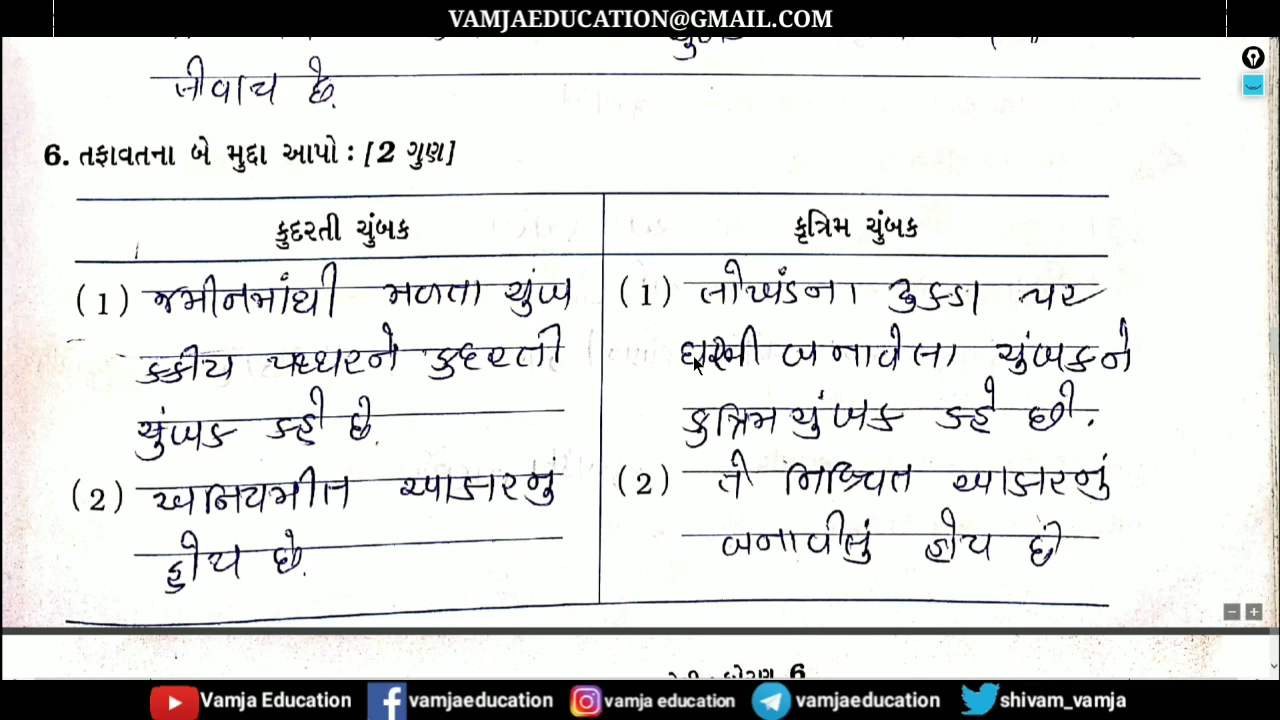 VAMJAEDUCATION@GMAIL.COM
ચુંબક
છે.
6. તફાવતના બે મુદ્દા આપો : [2 ગુણ]
કુદરતી ચુંબક
કૃત્રિમ ચુંબક
(1) જમીનમાંથી મળતા ચુંબ
કકીય પથ્થરને કુદરતી
ચુંબક કહે છે.
(2) અનિયમીત આકારનું
હોય છે.
(1) લોખંડના ટુકડા પર
ઘસી બનાવેલા ચુંબકને
કુત્રિમ ચુંબક કહે છે.
(2) તે નિશ્ચિત આકારનું
બનાવેલું હોય છે
6
Vamja Education
vamjaeducation
vamja education
vamjaeducation
shivam_vamja